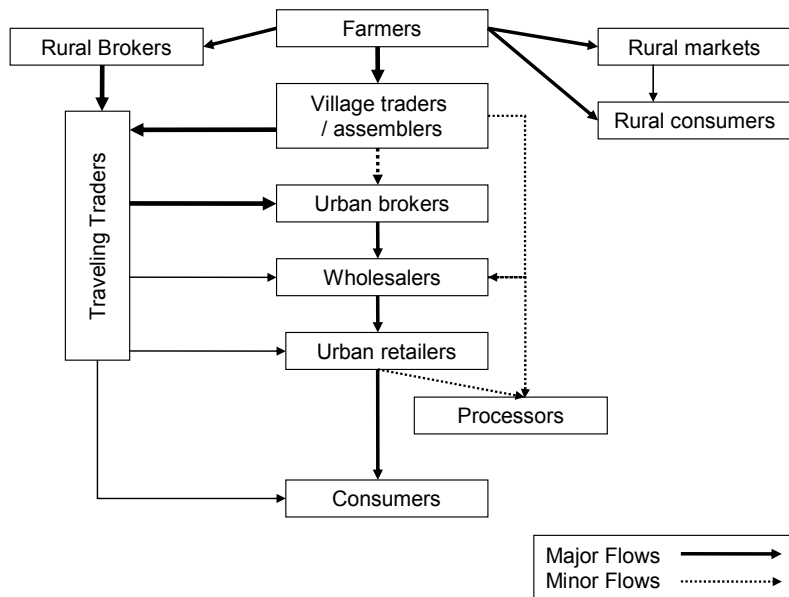 Farmers
Rural Brokers
Rural markets
Village traders
/ assemblers
Rural consumers
Traveling Traders
Urban brokers
Wholesalers
Urban retailers
Processors
Consumers
Major Flows
Minor Flows